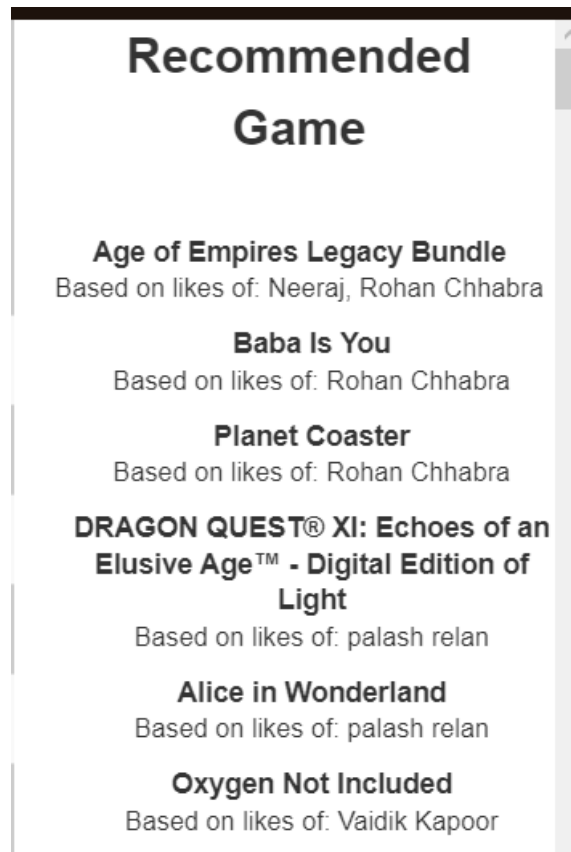 Recommended
Game
Age of Empires Legacy Bundle
Based on likes of: Neeraj, Rohan Chhabra
Baba Is You
Based on likes of: Rohan Chhabra
Planet Coaster
Based on likes of: Rohan Chhabra
DRAGON QUEST® XI: Echoes of an
Elusive Age™ - Digital Edition of
Light
Based on likes of: palash relan
Alice in Wonderland
Based on likes of: palash relan
Oxygen Not Included
Based on likes of: Vaidik Kapoor